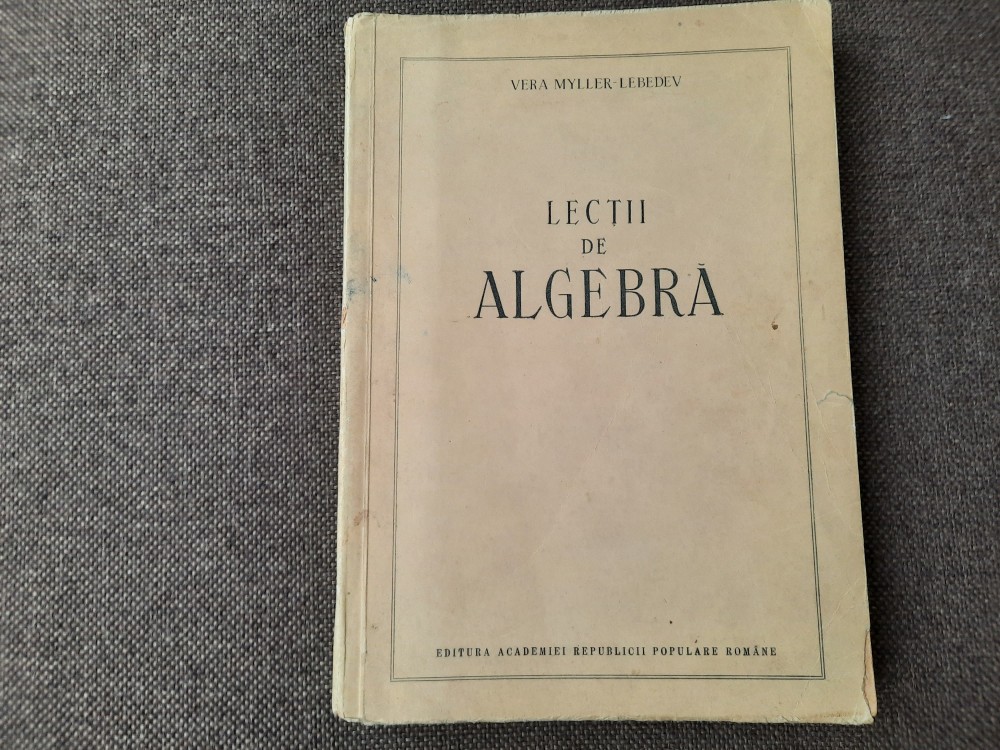 VERA MYLLER-LEBEDEV
LECȚII
DE
ALGEBRĂ
EDITURA ACADEMIEI REPUBLICII POPULARE ROMÂNE